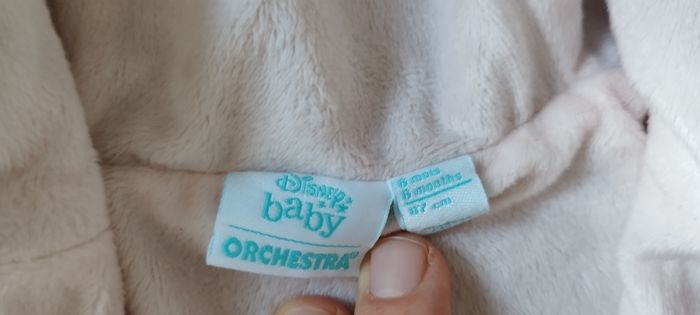 Disney
baby
ORCHESTRA®
6 mois
6 months
67 cm